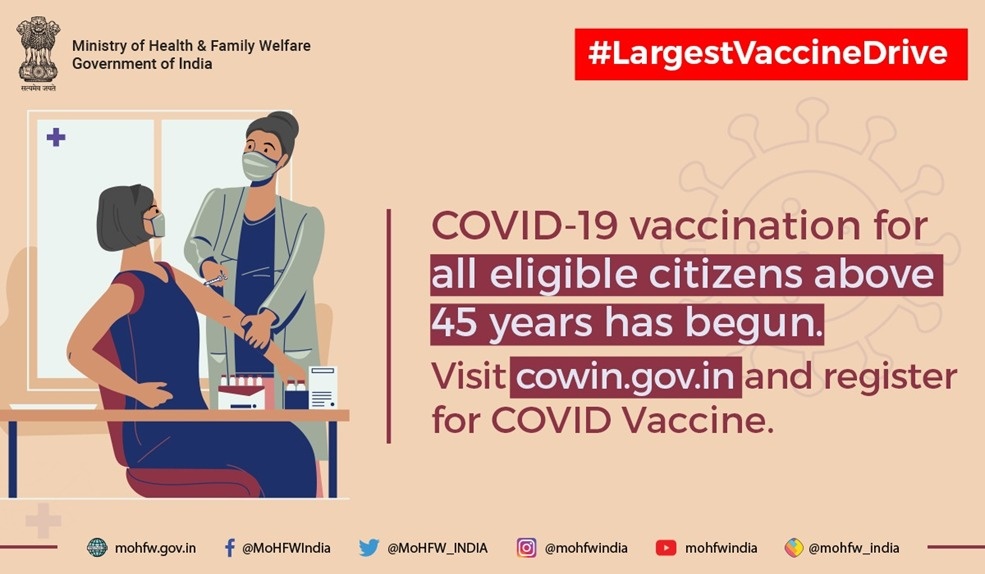 Ministry of Health & Family Welfare
Government of India
सत्यमेव जयते
#LargestVaccineDrive
COVID-19 vaccination for
all eligible citizens above
45 years has begun.
Visit cowin.gov.in and register
for COVID Vaccine.
mohfw.gov.in @MoHFWIndia @MoHFW_INDIA @mohfwindia mohfwindia @mohfw_india